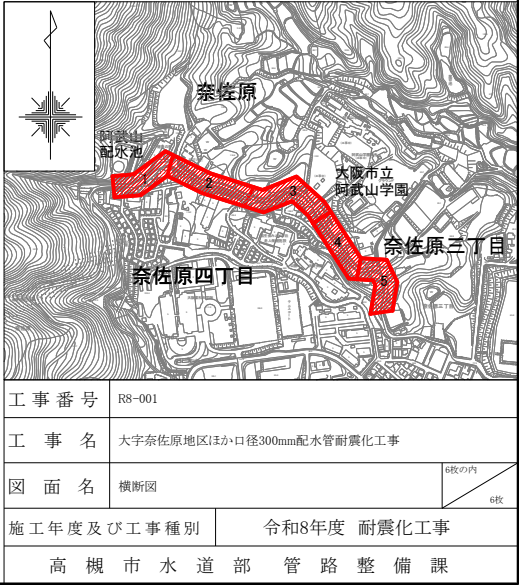 奈佐原
阿武山
配水池
大阪市立
阿武山学園
1
2
3
4
5
奈佐原三丁目
奈佐原四丁目
工事番号 R8-001
工事名 大字奈佐原地区ほか口径300mm配水管耐震化工事
図面名 横断図 6枚の内 6枚
施工年度及び工事種別 令和8年度 耐震化工事
高槻市水道部 管路整備課